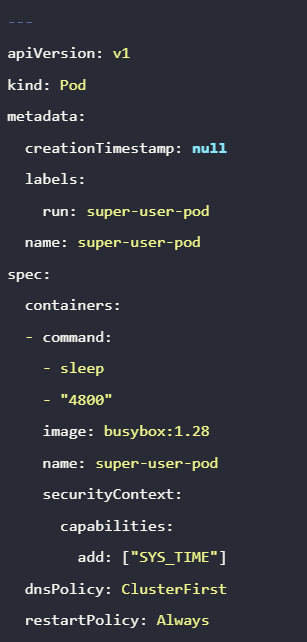 ---
apiVersion: v1
kind: Pod
metadata:
  creationTimestamp: null
  labels:
    run: super-user-pod
  name: super-user-pod
spec:
  containers:
  - command:
    - sleep
    - "4800"
    image: busybox:1.28
    name: super-user-pod
    securityContext:
      capabilities:
        add: ["SYS_TIME"]
  dnsPolicy: ClusterFirst
  restartPolicy: Always